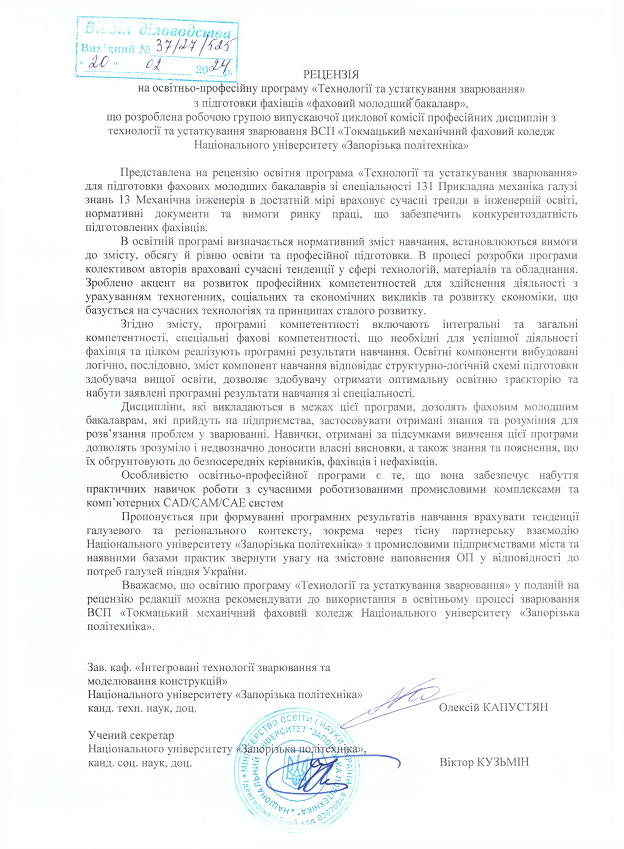 Відділ діловодства
Вихідний № 37/27/525
"20" 02 2024р.
РЕЦЕНЗІЯ
на освітньо-професійну програму «Технології та устаткування зварювання»
з підготовки фахівців «фаховий молодший бакалавр»,
що розроблена робочою групою випускаючої циклової комісії професійних дисциплін з
технології та устаткування зварювання ВСП «Токмацький механічний фаховий коледж
Національного університету «Запорізька політехніка»
Представлена на рецензію освітня програма «Технології та устаткування зварювання»
для підготовки фахових молодших бакалаврів зі спеціальності 131 Прикладна механіка галузі
знань 13 Механічна інженерія в достатній мірі враховує сучасні тренди в інженерній освіті,
нормативні документи та вимоги ринку праці, що забезпечить конкурентоздатність
підготовлених фахівців.
В освітній програмі визначається нормативний зміст навчання, встановлюються вимоги
до змісту, обсягу й рівню освіти та професійної підготовки. В процесі розробки програми
колективом авторів враховані сучасні тенденції у сфері технологій, матеріалів та обладнання.
Зроблено акцент на розвиток професійних компетентностей для здійснення діяльності з
урахуванням техногенних, соціальних та економічних викликів та розвитку економіки, що
базується на сучасних технологіях та принципах сталого розвитку.
Згідно змісту, програмні компетентності включають інтегральні та загальні
компетентності, спеціальні фахові компетентності, що необхідні для успішної діяльності
фахівця та цілком реалізують програмні результати навчання. Освітні компоненти вибудовані
логічно, послідовно, зміст компонент навчання відповідає структурно-логічній схемі підготовки
здобувача вищої освіти, дозволяє здобувачу отримати оптимальну освітню траєкторію та
набути заявлені програмні результати навчання зі спеціальності.
Дисципліни, які викладаються в межах цієї програми, дозолять фаховим молодшим
бакалаврам, які прийдуть на підприємства, застосовувати отримані знання та розуміння для
розв’язання проблем у зварюванні. Навички, отримані за підсумками вивчення цієї програми
дозволять зрозуміло і недвозначно доносити власні висновки, а також знання та пояснення, що
їх обґрунтовують до безпосередніх керівників, фахівців і нефахівців.
Особливістю освітньо-професійної програми є те, що вона забезпечує набуття
практичних навичок роботи з сучасними роботизованими промисловими комплексами та
комп’ютерних CAD/CAM/CAE систем
Пропонується при формуванні програмних результатів навчання врахувати тенденції
галузевого та регіонального контексту, зокрема через тісну партнерську взаємодію
Національного університету «Запорізька політехніка» з промисловими підприємствами міста та
наявними базами практик звернути увагу на змістовне наповнення ОП у відповідності до
потреб галузей півдня України.
Вважаємо, що освітню програму «Технології та устаткування зварювання» у поданій на
рецензію редакції можна рекомендувати до використання в освітньому процесі зварювання
ВСП «Токмацький механічний фаховий коледж Національного університету «Запорізька
політехніка».
Зав. каф. «Інтегровані технології зварювання та
моделювання конструкцій»
Національного університету «Запорізька політехніка»
канд. техн. наук, доц.
Олексій КАПУСТЯН
Учений секретар
Національного університету «Запорізька політехніка»,
канд. соц. наук, доц.
Віктор КУЗЬМІН
МІНІСТЕРСТВО ОСВІТИ І НАУКИ УКРАЇНИ
НАЦІОНАЛЬНИЙ УНІВЕРСИТЕТ "ЗАПОРІЗЬКА ПОЛІТЕХНІКА"